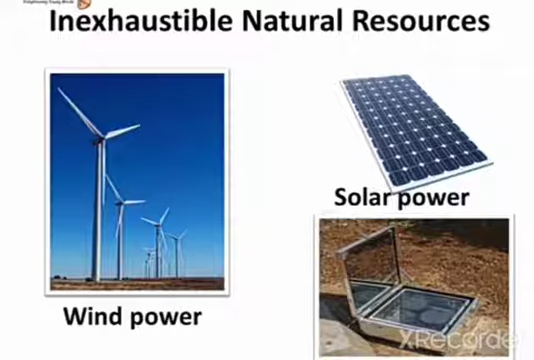 Inexhaustible Natural Resources
Solar power
Wind power
XRecorder